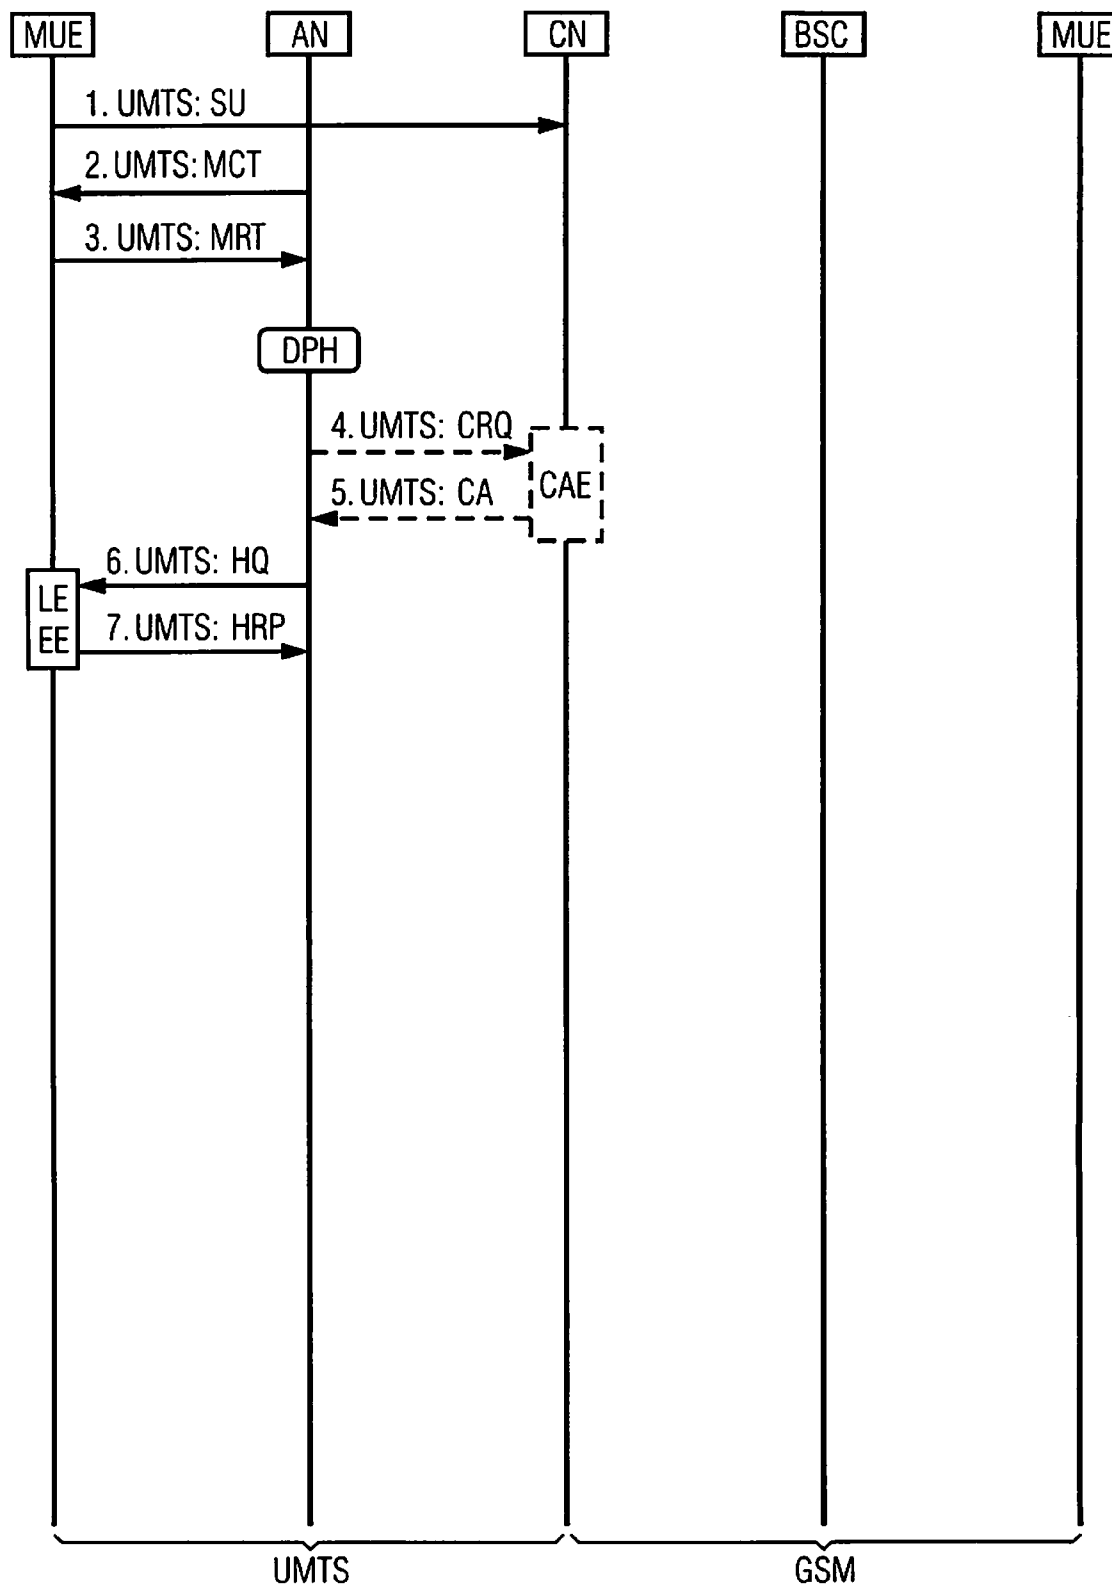 MUE AN CN BSC MUE
1. UMTS: SU
2. UMTS: MCT
3. UMTS: MRT
DPH
4. UMTS: CRQ
CAE
5. UMTS: CA
6. UMTS: HQ
LE
EE
7. UMTS: HRP
UMTS GSM